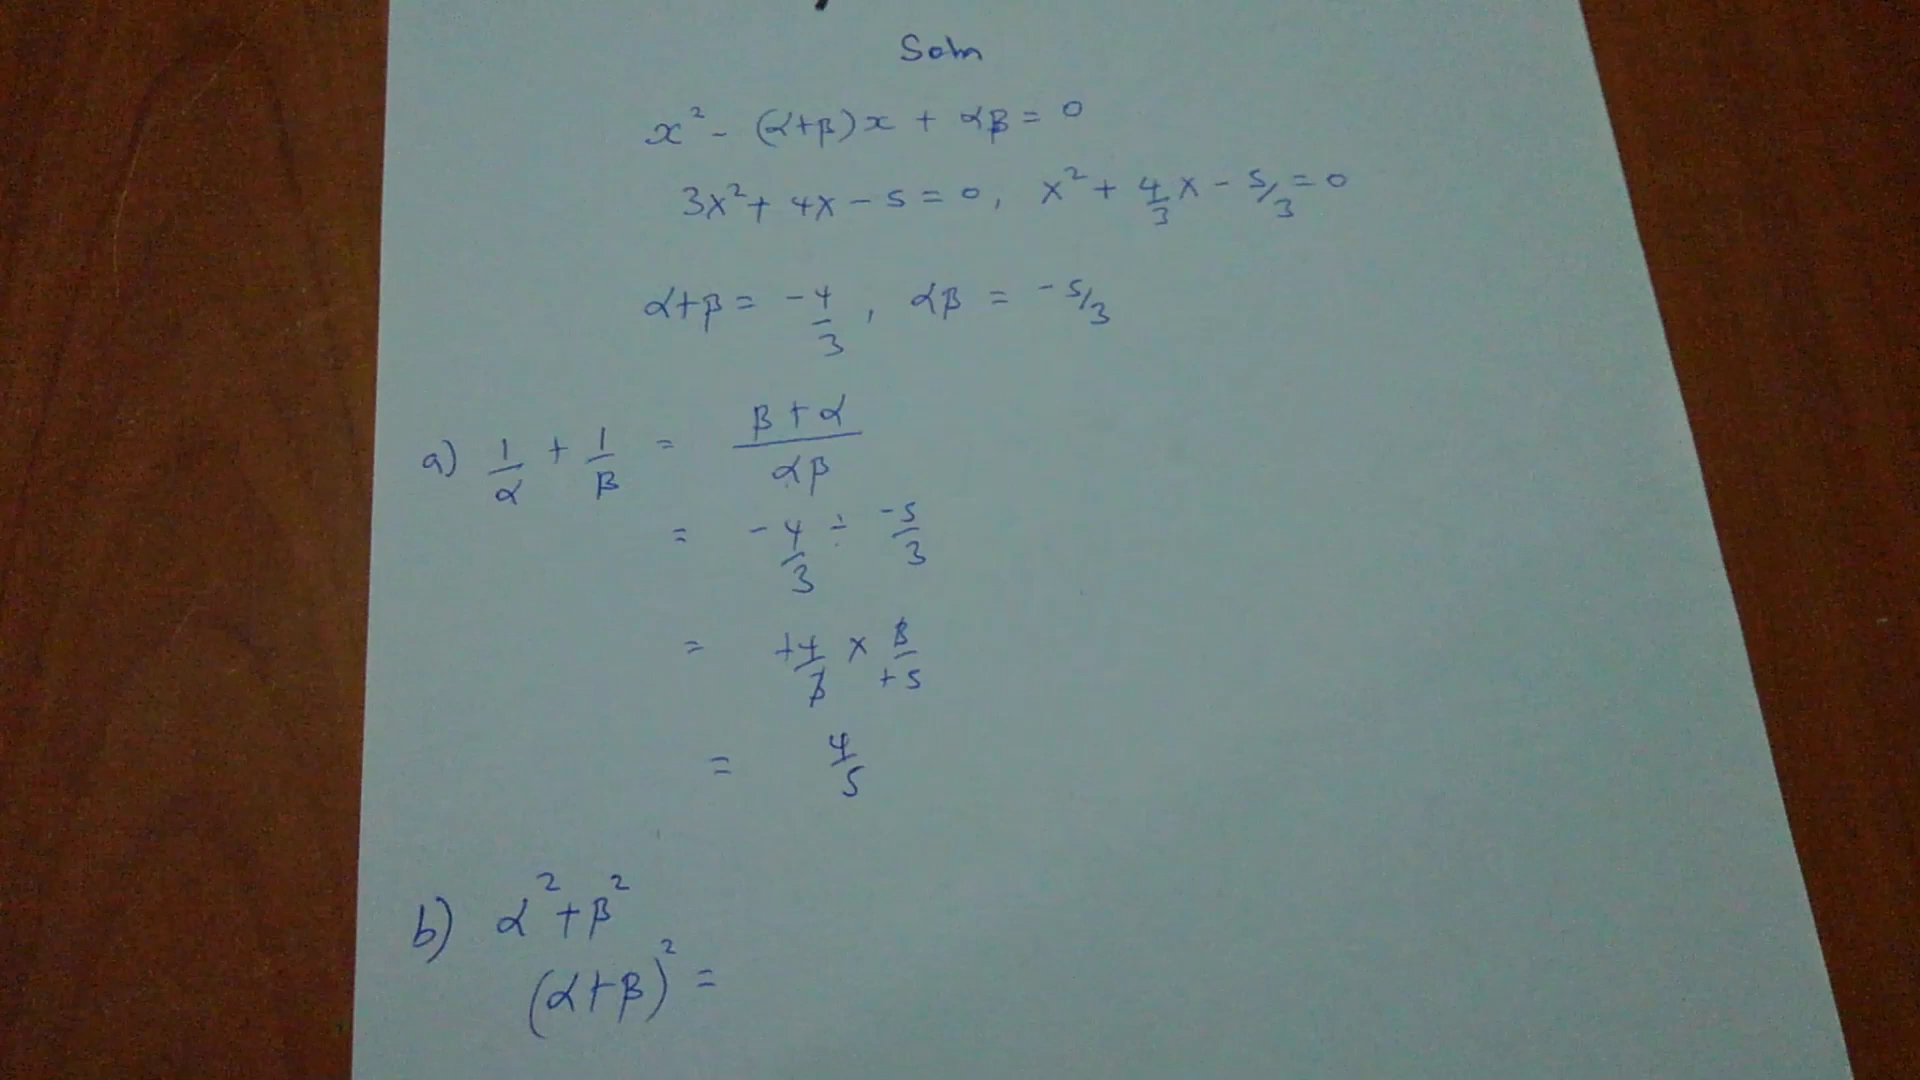 Soln
x² - (α+β)x + αβ = 0
3x² + 4x - 5 = 0, x² + 4/3 x - 5/3 = 0
α+β = -4/3, αβ = -5/3
a) 1/α + 1/β = (β + α)/αβ
= -4/3 ÷ -5/3
= +4/3 × 3/+5
= 4/5
b) α² + β²
(α+β)² =